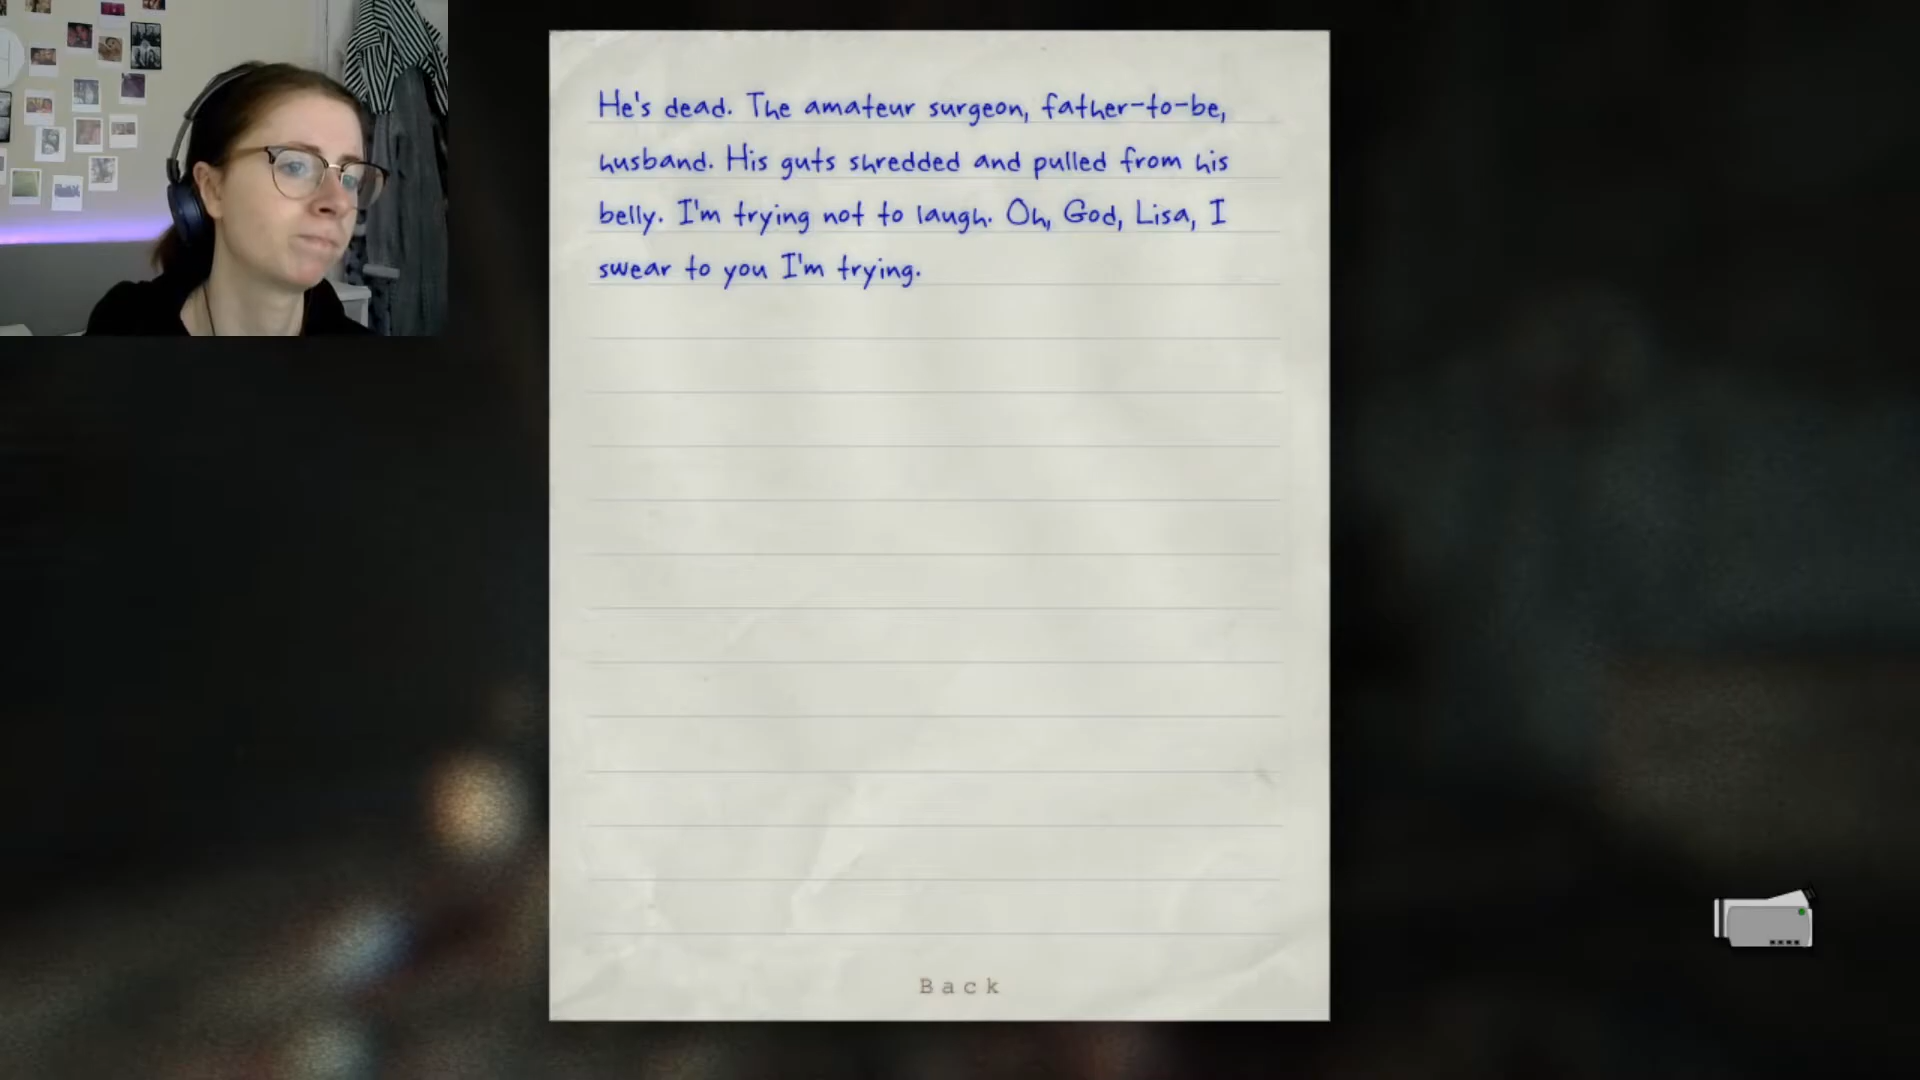 He's dead. The amateur surgeon, father-to-be,
husband. His guts shredded and pulled from his
belly. I'm trying not to laugh. Oh, God, Lisa, I
swear to you I'm trying.
Back